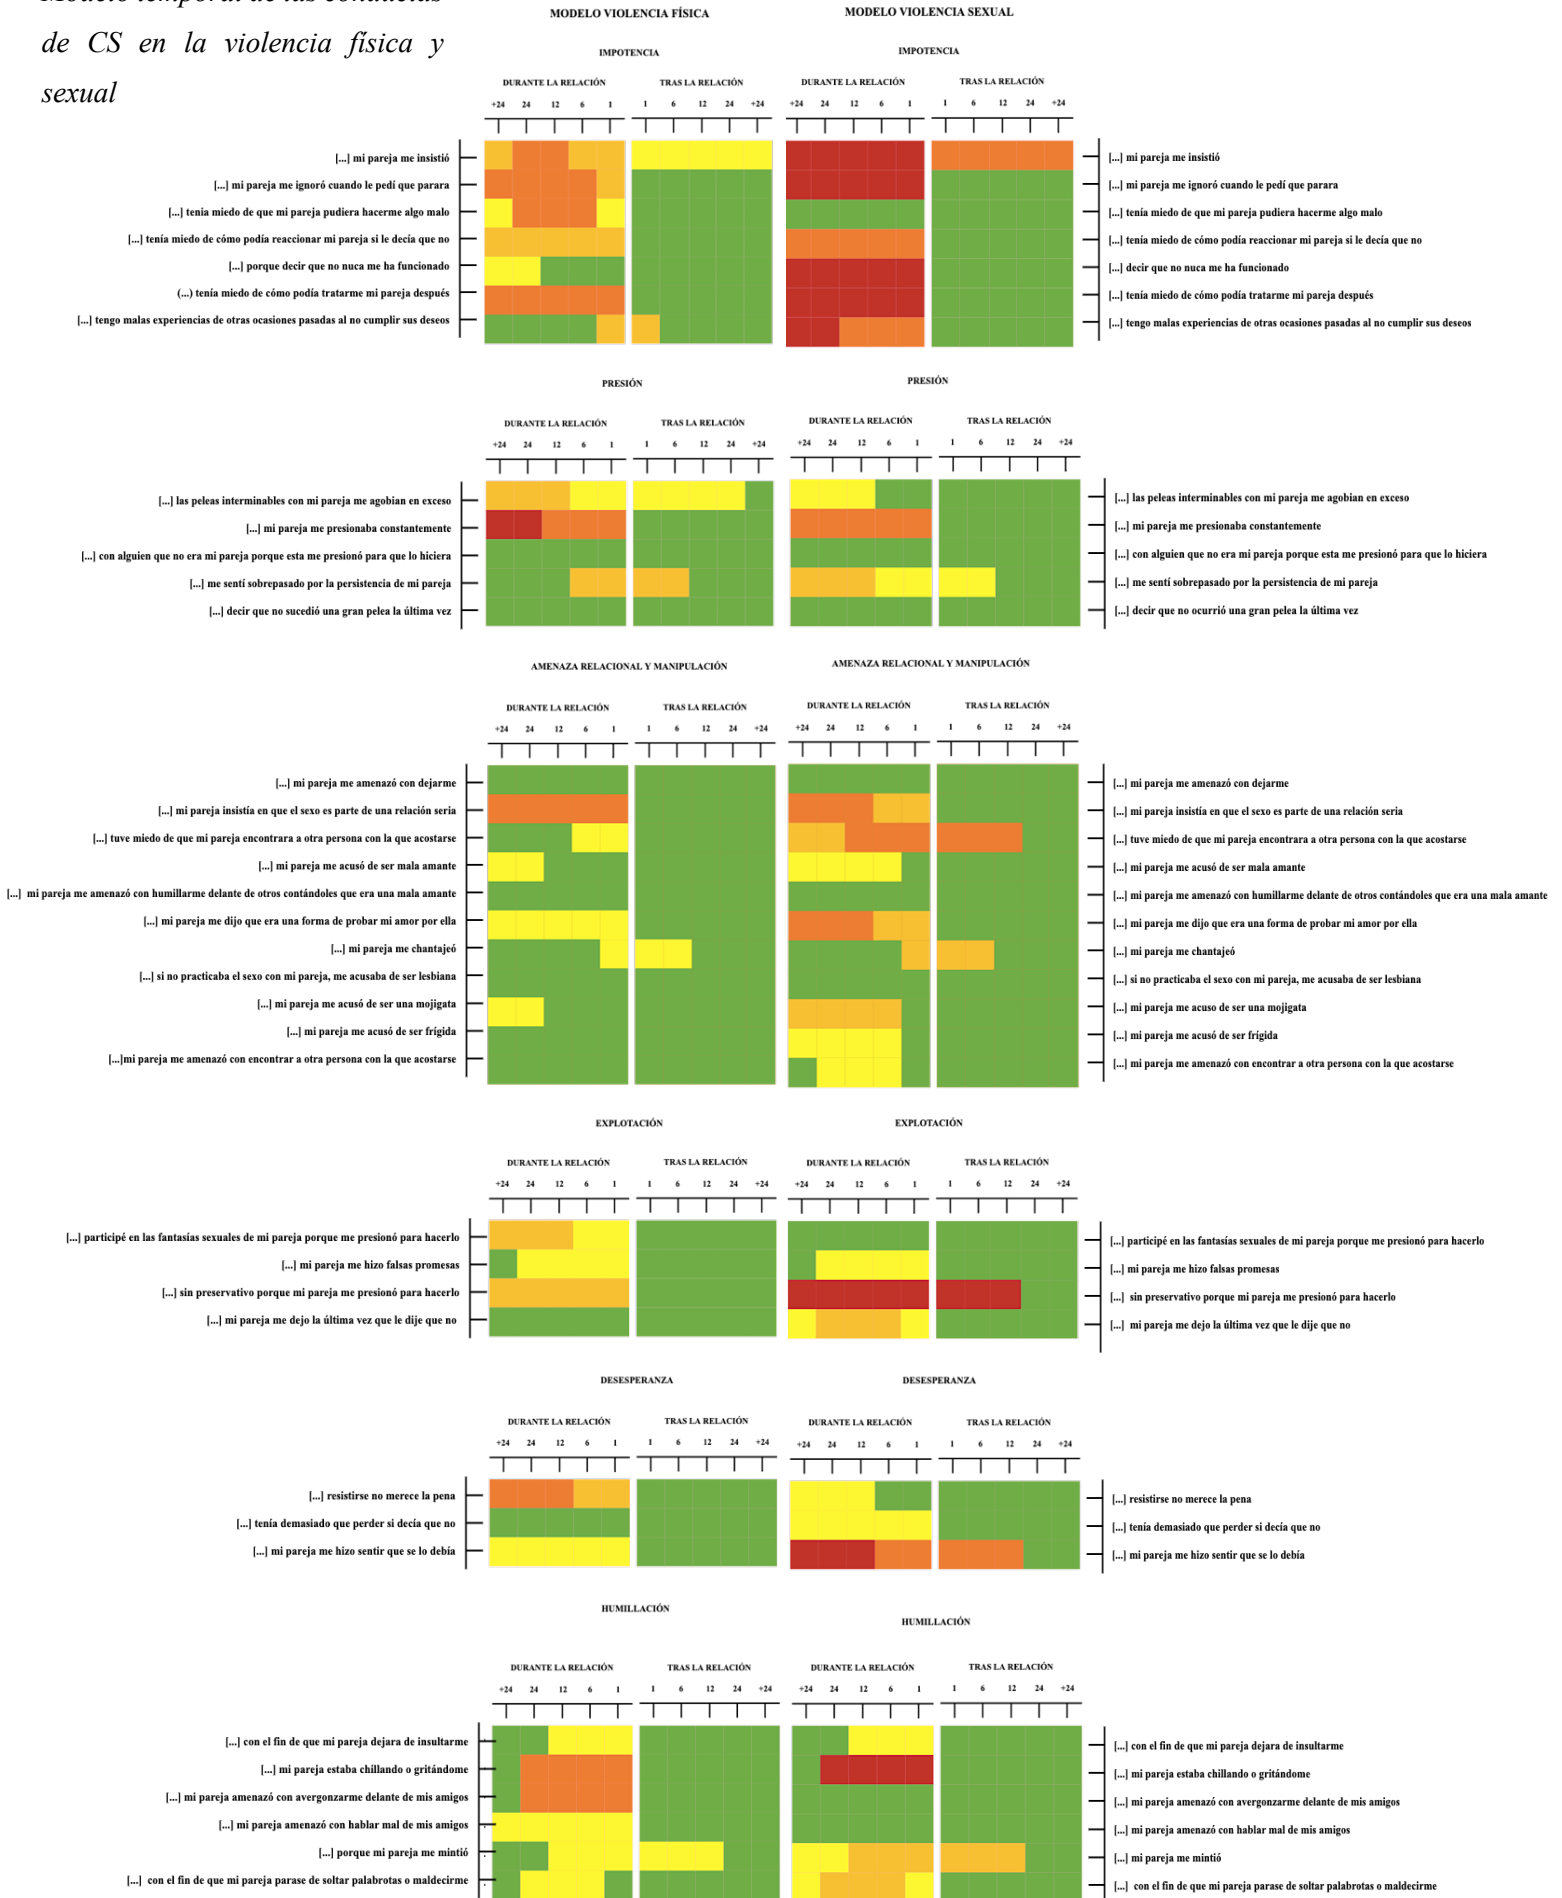 Modelo temporal de las conductas
de CS en la violencia física y
sexual
MODELO VIOLENCIA FÍSICA
MODELO VIOLENCIA SEXUAL
IMPOTENCIA
IMPOTENCIA
DURANTE LA RELACIÓN
TRAS LA RELACIÓN
DURANTE LA RELACIÓN
TRAS LA RELACIÓN
+24 24 12 6 1
1 6 12 24 +24
+24 24 12 6 1
1 6 12 24 +24
[...] mi pareja me insistió
[...] mi pareja me ignoró cuando le pedí que parara
[...] tenia miedo de que mi pareja pudiera hacerme algo malo
[...] tenía miedo de cómo podía reaccionar mi pareja si le decía que no
[...] porque decir que no nuca me ha funcionado
(...) tenía miedo de cómo podía tratarme mi pareja después
[...] tengo malas experiencias de otras ocasiones pasadas al no cumplir sus deseos
[...] mi pareja me insistió
[...] mi pareja me ignoró cuando le pedí que parara
[...] tenía miedo de que mi pareja pudiera hacerme algo malo
[...] tenía miedo de cómo podía reaccionar mi pareja si le decía que no
[...] decir que no nuca me ha funcionado
[...] tenía miedo de cómo podía tratarme mi pareja después
[...] tengo malas experiencias de otras ocasiones pasadas al no cumplir sus deseos
PRESIÓN
PRESIÓN
DURANTE LA RELACIÓN
TRAS LA RELACIÓN
DURANTE LA RELACIÓN
TRAS LA RELACIÓN
+24 24 12 6 1
1 6 12 24 +24
+24 24 12 6 1
1 6 12 24 +24
[...] las peleas interminables con mi pareja me agobian en exceso
[...] mi pareja me presionaba constantemente
[...] con alguien que no era mi pareja porque esta me presionó para que lo hiciera
[...] me sentí sobrepasado por la persistencia de mi pareja
[...] decir que no sucedió una gran pelea la última vez
[...] las peleas interminables con mi pareja me agobian en exceso
[...] mi pareja me presionaba constantemente
[...] con alguien que no era mi pareja porque esta me presionó para que lo hiciera
[...] me sentí sobrepasado por la persistencia de mi pareja
[...] decir que no ocurrió una gran pelea la última vez
AMENAZA RELACIONAL Y MANIPULACIÓN
AMENAZA RELACIONAL Y MANIPULACIÓN
DURANTE LA RELACIÓN
TRAS LA RELACIÓN
DURANTE LA RELACIÓN
TRAS LA RELACIÓN
+24 24 12 6 1
1 6 12 24 +24
+24 24 12 6 1
1 6 12 24 +24
[...] mi pareja me amenazó con dejarme
[...] mi pareja insistía en que el sexo es parte de una relación seria
[...] tuve miedo de que mi pareja encontrara a otra persona con la que acostarse
[...] mi pareja me acusó de ser mala amante
[...] mi pareja me amenazó con humillarme delante de otros contándoles que era una mala amante
[...] mi pareja me dijo que era una forma de probar mi amor por ella
[...] mi pareja me chantajeó
[...] si no practicaba el sexo con mi pareja, me acusaba de ser lesbiana
[...] mi pareja me acusó de ser una mojigata
[...] mi pareja me acusó de ser frígida
[...]mi pareja me amenazó con encontrar a otra persona con la que acostarse
[...] mi pareja me amenazó con dejarme
[...] mi pareja insistía en que el sexo es parte de una relación seria
[...] tuve miedo de que mi pareja encontrara a otra persona con la que acostarse
[...] mi pareja me acusó de ser mala amante
[...] mi pareja me amenazó con humillarme delante de otros contándoles que era una mala amante
[...] mi pareja me dijo que era una forma de probar mi amor por ella
[...] mi pareja me chantajeó
[...] si no practicaba el sexo con mi pareja, me acusaba de ser lesbiana
[...] mi pareja me acuso de ser una mojigata
[...] mi pareja me acusó de ser frígida
[...] mi pareja me amenazó con encontrar a otra persona con la que acostarse
EXPLOTACIÓN
EXPLOTACIÓN
DURANTE LA RELACIÓN
TRAS LA RELACIÓN
DURANTE LA RELACIÓN
TRAS LA RELACIÓN
+24 24 12 6 1
1 6 12 24 +24
+24 24 12 6 1
1 6 12 24 +24
[...] participé en las fantasías sexuales de mi pareja porque me presionó para hacerlo
[...] mi pareja me hizo falsas promesas
[...] sin preservativo porque mi pareja me presionó para hacerlo
[...] mi pareja me dejo la última vez que le dije que no
[...] participé en las fantasías sexuales de mi pareja porque me presionó para hacerlo
[...] mi pareja me hizo falsas promesas
[...] sin preservativo porque mi pareja me presionó para hacerlo
[...] mi pareja me dejo la última vez que le dije que no
DESESPERANZA
DESESPERANZA
DURANTE LA RELACIÓN
TRAS LA RELACIÓN
DURANTE LA RELACIÓN
TRAS LA RELACIÓN
+24 24 12 6 1
1 6 12 24 +24
+24 24 12 6 1
1 6 12 24 +24
[...] resistirse no merece la pena
[...] tenía demasiado que perder si decía que no
[...] mi pareja me hizo sentir que se lo debía
[...] resistirse no merece la pena
[...] tenía demasiado que perder si decía que no
[...] mi pareja me hizo sentir que se lo debía
HUMILLACIÓN
HUMILLACIÓN
DURANTE LA RELACIÓN
TRAS LA RELACIÓN
DURANTE LA RELACIÓN
TRAS LA RELACIÓN
+24 24 12 6 1
1 6 12 24 +24
+24 24 12 6 1
1 6 12 24 +24
[...] con el fin de que mi pareja dejara de insultarme
[...] mi pareja estaba chillando o gritándome
[...] mi pareja amenazó con avergonzarme delante de mis amigos
[...] mi pareja amenazó con hablar mal de mis amigos
[...] porque mi pareja me mintió
[...] con el fin de que mi pareja parase de soltar palabrotas o maldecirme
[...] con el fin de que mi pareja dejara de insultarme
[...] mi pareja estaba chillando o gritándome
[...] mi pareja amenazó con avergonzarme delante de mis amigos
[...] mi pareja amenazó con hablar mal de mis amigos
[...] mi pareja me mintió
[...] con el fin de que mi pareja parase de soltar palabrotas o maldecirme